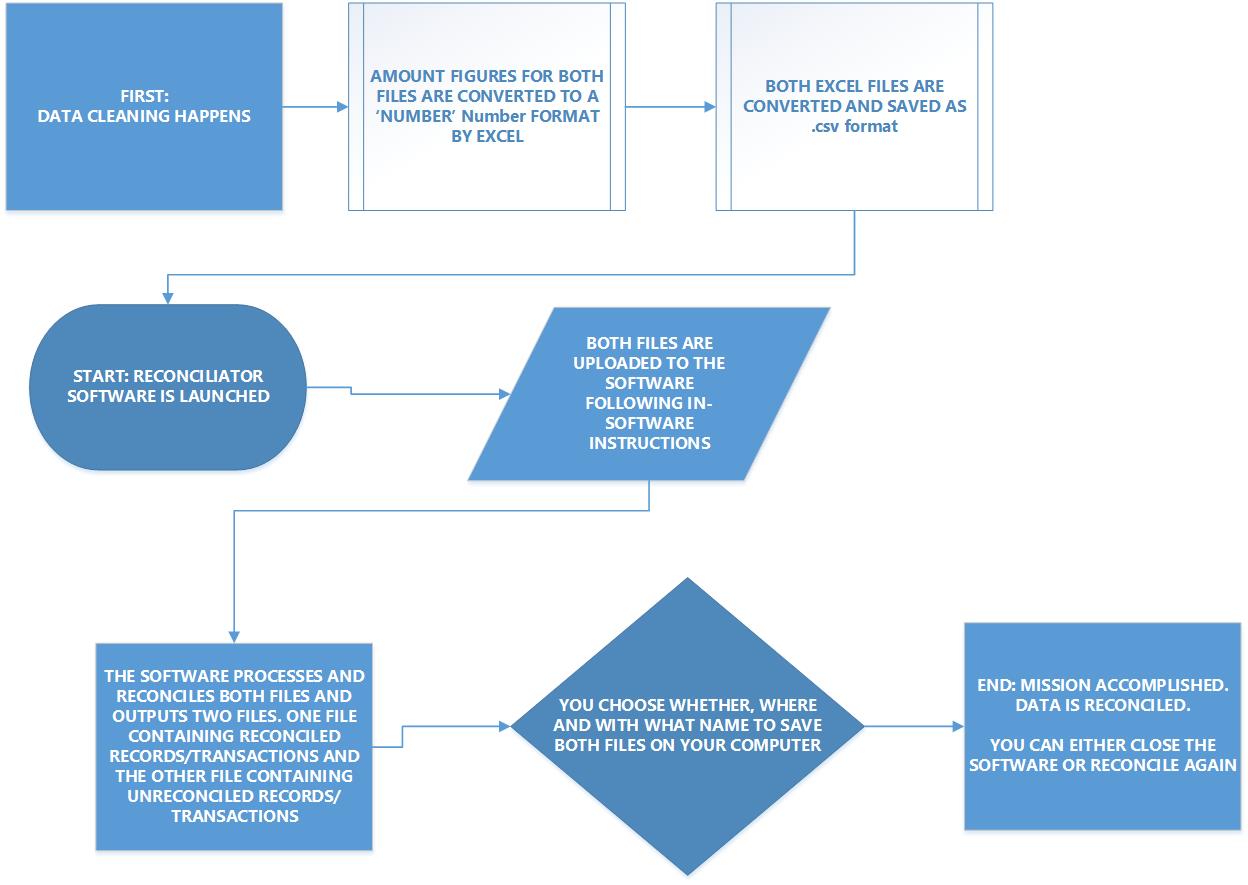 FIRST:
DATA CLEANING HAPPENS
AMOUNT FIGURES FOR BOTH
FILES ARE CONVERTED TO A
‘NUMBER’ Number FORMAT
BY EXCEL
BOTH EXCEL FILES ARE
CONVERTED AND SAVED AS
.csv format
START: RECONCILIATOR
SOFTWARE IS LAUNCHED
BOTH FILES ARE
UPLOADED TO THE
SOFTWARE
FOLLOWING IN-
SOFTWARE
INSTRUCTIONS
THE SOFTWARE PROCESSES AND
RECONCILES BOTH FILES AND
OUTPUTS TWO FILES. ONE FILE
CONTAINING RECONCILED
RECORDS/TRANSACTIONS AND
THE OTHER FILE CONTAINING
UNRECONCILED RECORDS/
TRANSACTIONS
YOU CHOOSE WHETHER, WHERE
AND WITH WHAT NAME TO SAVE
BOTH FILES ON YOUR COMPUTER
END: MISSION ACCOMPLISHED.
DATA IS RECONCILED.
YOU CAN EITHER CLOSE THE
SOFTWARE OR RECONCILE AGAIN